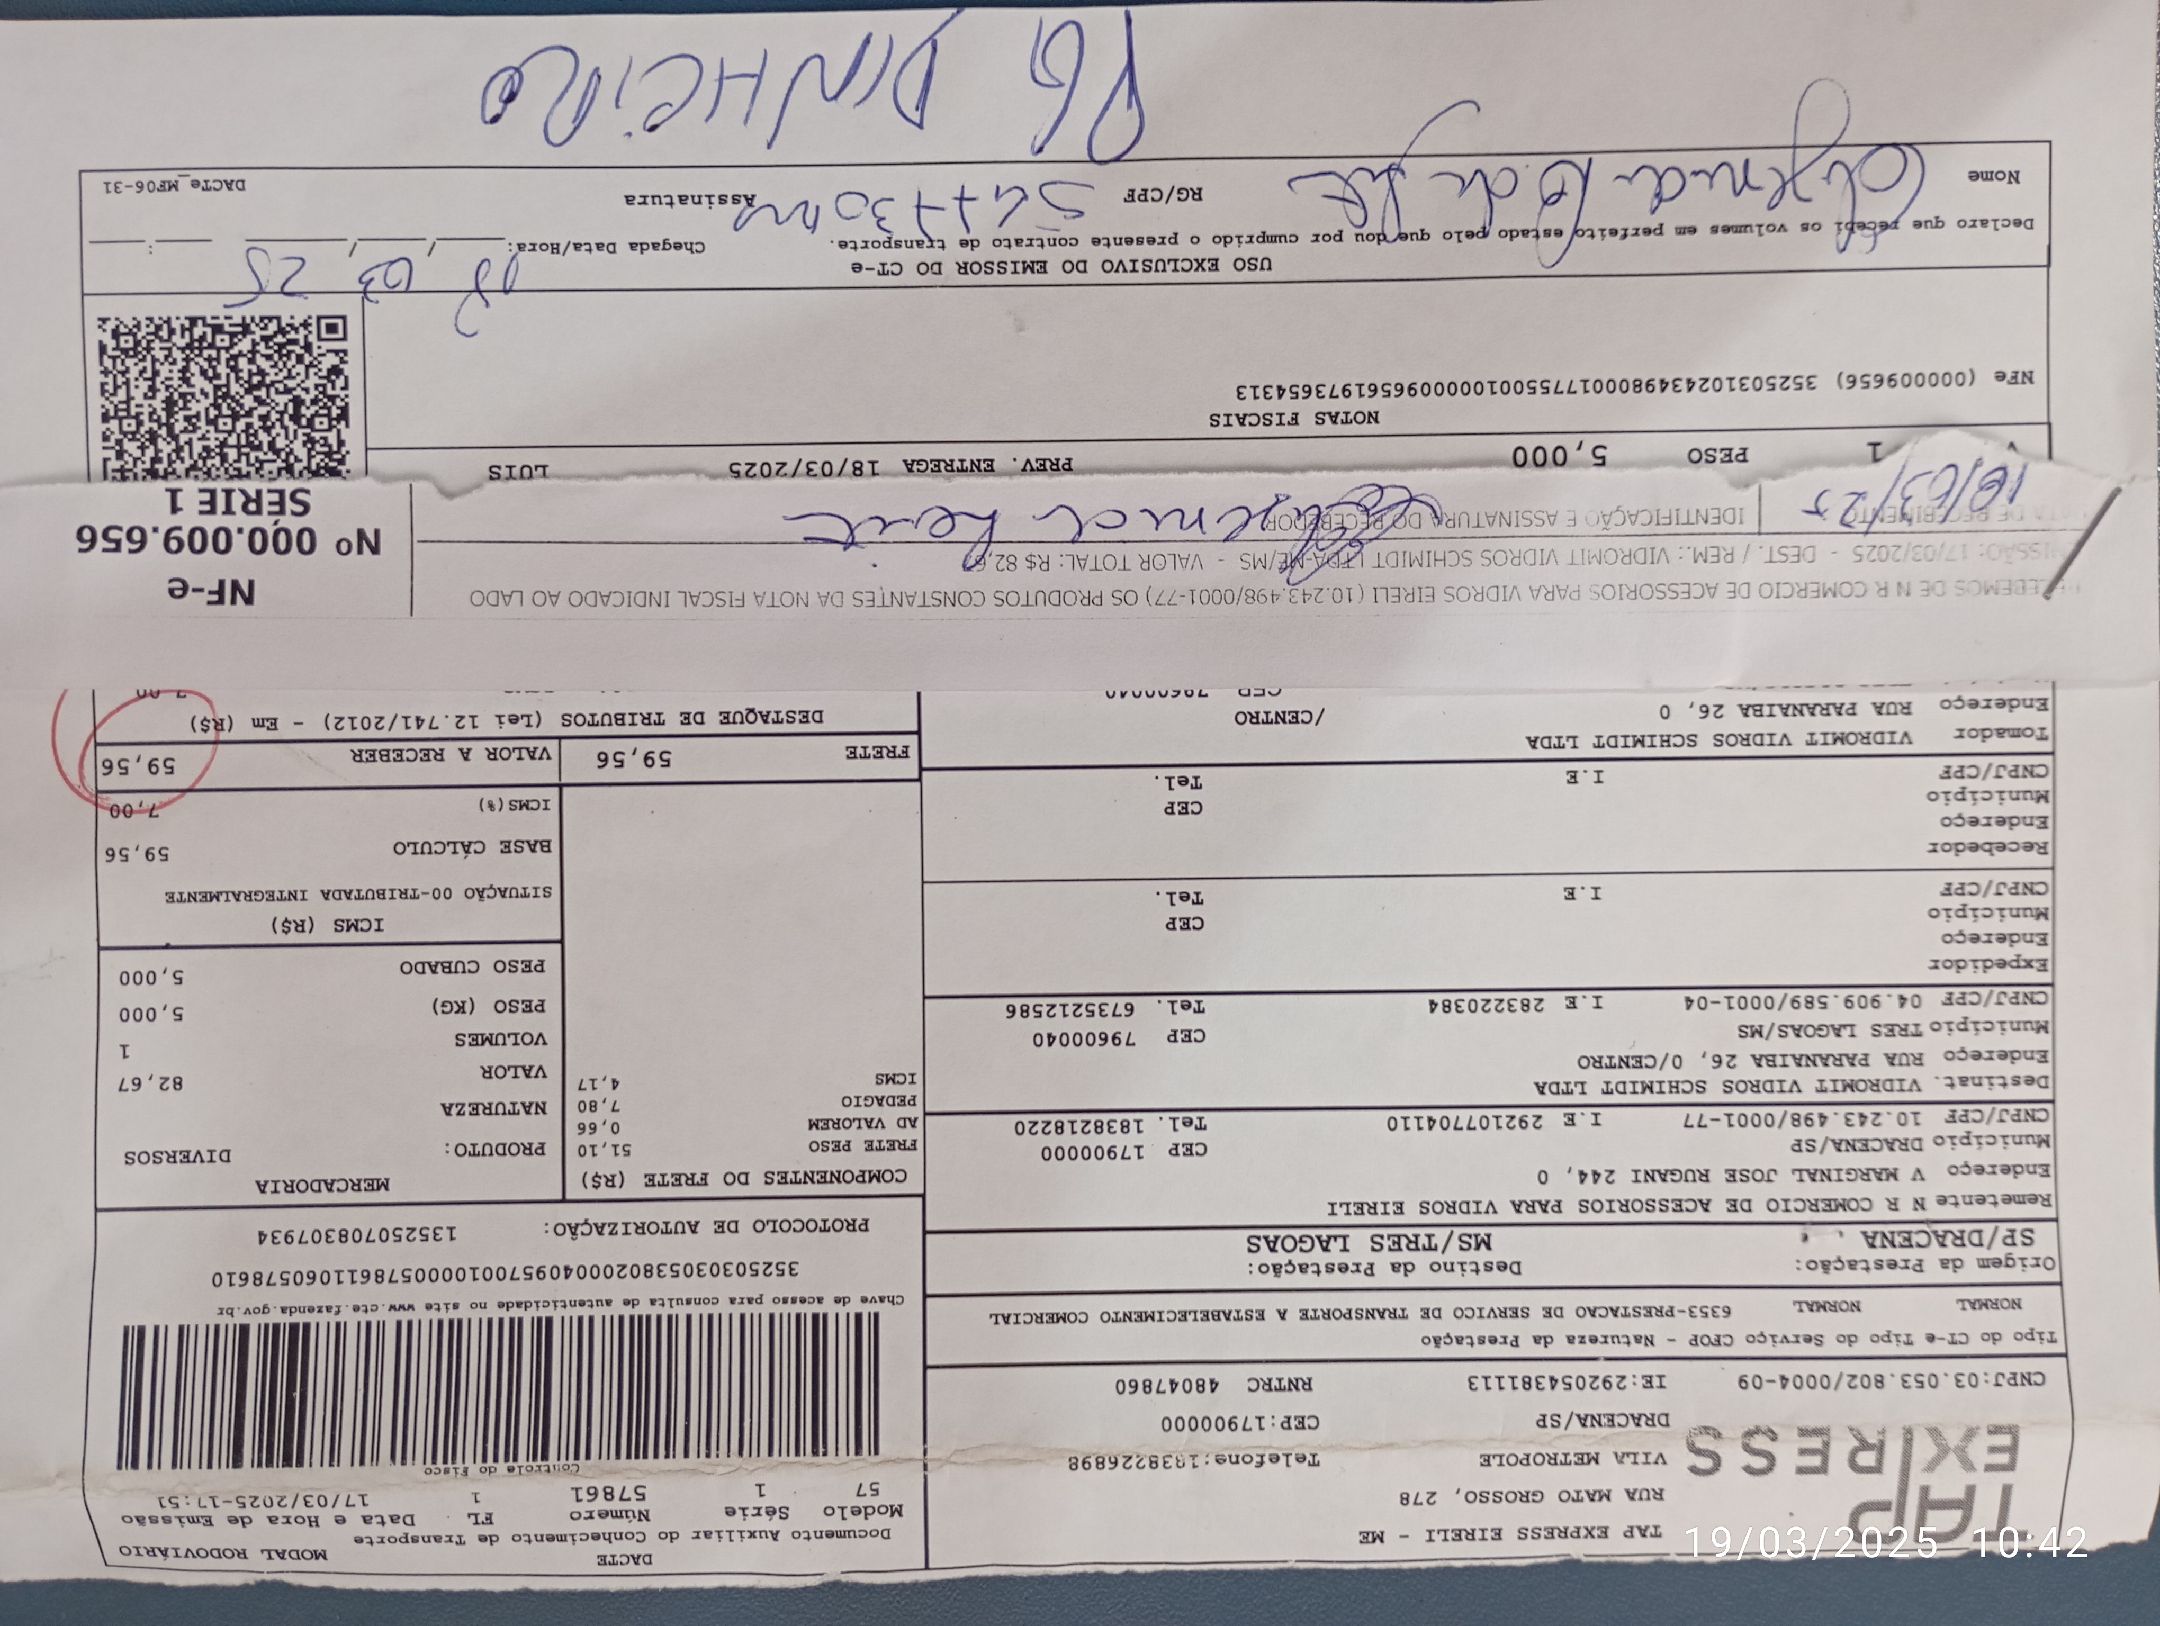 TAP EXPRESS
TAP EXPRESS EIRELI - ME
RUA MATO GROSSO, 278
VILA METROPOLE Telefone:1838226898
DRACENA/SP CEP:17900000
CNPJ:03.053.802/0004-09 IE:292054381113 RNTRC 48047860
DACTE MODAL RODOVIÁRIO
Documento Auxiliar do Conhecimento de Transporte
Modelo Série Número FL. Data e Hora de Emissão
57 1 57861 1 17/03/2025-17:51
Controle do Fisco
Chave de acesso para consulta de autenticidade no site www.cte.fazenda.gov.br
35250303053802000409570010000578611060578610
PROTOCOLO DE AUTORIZAÇÃO: 135250708307934
Tipo do CT-e Tipo do Serviço CFOP - Natureza da Prestação
NORMAL NORMAL 6353-PRESTACAO DE SERVICO DE TRANSPORTE A ESTABELECIMENTO COMERCIAL
Origem da Prestação: Destino da Prestação:
SP/DRACENA MS/TRES LAGOAS
Remetente N R COMERCIO DE ACESSORIOS PARA VIDROS EIRELI
Endereço V MARGINAL JOSE RUGANI 244, 0
Município DRACENA/SP CEP 17900000
CNPJ/CPF 10.243.498/0001-77 I.E 292107704110 Tel. 1838218220
Destinat. VIDROMIT VIDROS SCHIMIDT LTDA
Endereço RUA PARANAIBA 26, 0/CENTRO
Município TRES LAGOAS/MS CEP 79600040
CNPJ/CPF 04.909.589/0001-04 I.E 283220384 Tel. 6735212586
Expedidor
Endereço
Município CEP
CNPJ/CPF I.E Tel.
Recebedor
Endereço
Município CEP
CNPJ/CPF I.E Tel.
Tomador VIDROMIT VIDROS SCHIMIDT LTDA
Endereço RUA PARANAIBA 26, 0 /CENTRO
CEP 79600040
COMPONENTES DO FRETE (R$)
FRETE PESO 51,10
AD VALOREM 0,66
PEDAGIO 7,80
ICMS 4,17
MERCADORIA
PRODUTO: DIVERSOS
NATUREZA
VALOR 82,67
VOLUMES 1
PESO (KG) 5,000
PESO CUBADO 5,000
ICMS (R$)
SITUAÇÃO 00-TRIBUTADA INTEGRALMENTE
BASE CÁLCULO 59,56
ICMS(%) 7,00
FRETE 59,56 VALOR A RECEBER 59,56
DESTAQUE DE TRIBUTOS (Lei 12.741/2012) - Em (R$)
7,00
RECEBEMOS DE N R COMERCIO DE ACESSORIOS PARA VIDROS EIRELI (10.243.498/0001-77) OS PRODUTOS CONSTANTES DA NOTA FISCAL INDICADO AO LADO
EMISSÃO: 17/03/2025 - DEST. / REM.: VIDROMIT VIDROS SCHIMIDT LTDA-ME/MS - VALOR TOTAL: R$ 82,67
DATA DE RECEBIMENTO IDENTIFICAÇÃO E ASSINATURA DO RECEBEDOR
18/03/25
NF-e
Nº 000.009.656
SÉRIE 1
1 PESO 5,000 PREV. ENTREGA 18/03/2025 LUIS
NOTAS FISCAIS
NFe (000009656) 35250310243498000177550010000096561973654313
USO EXCLUSIVO DO EMISSOR DO CT-e
Declaro que recebi os volumes em perfeito estado pelo que dou por cumprido o presente contrato de transporte.
Chegada Data/Hora: 18 03 25
Nome RG/CPF Assinatura
DACTe_MF06-31
PG DINHEIRO
19/03/2025 10:42